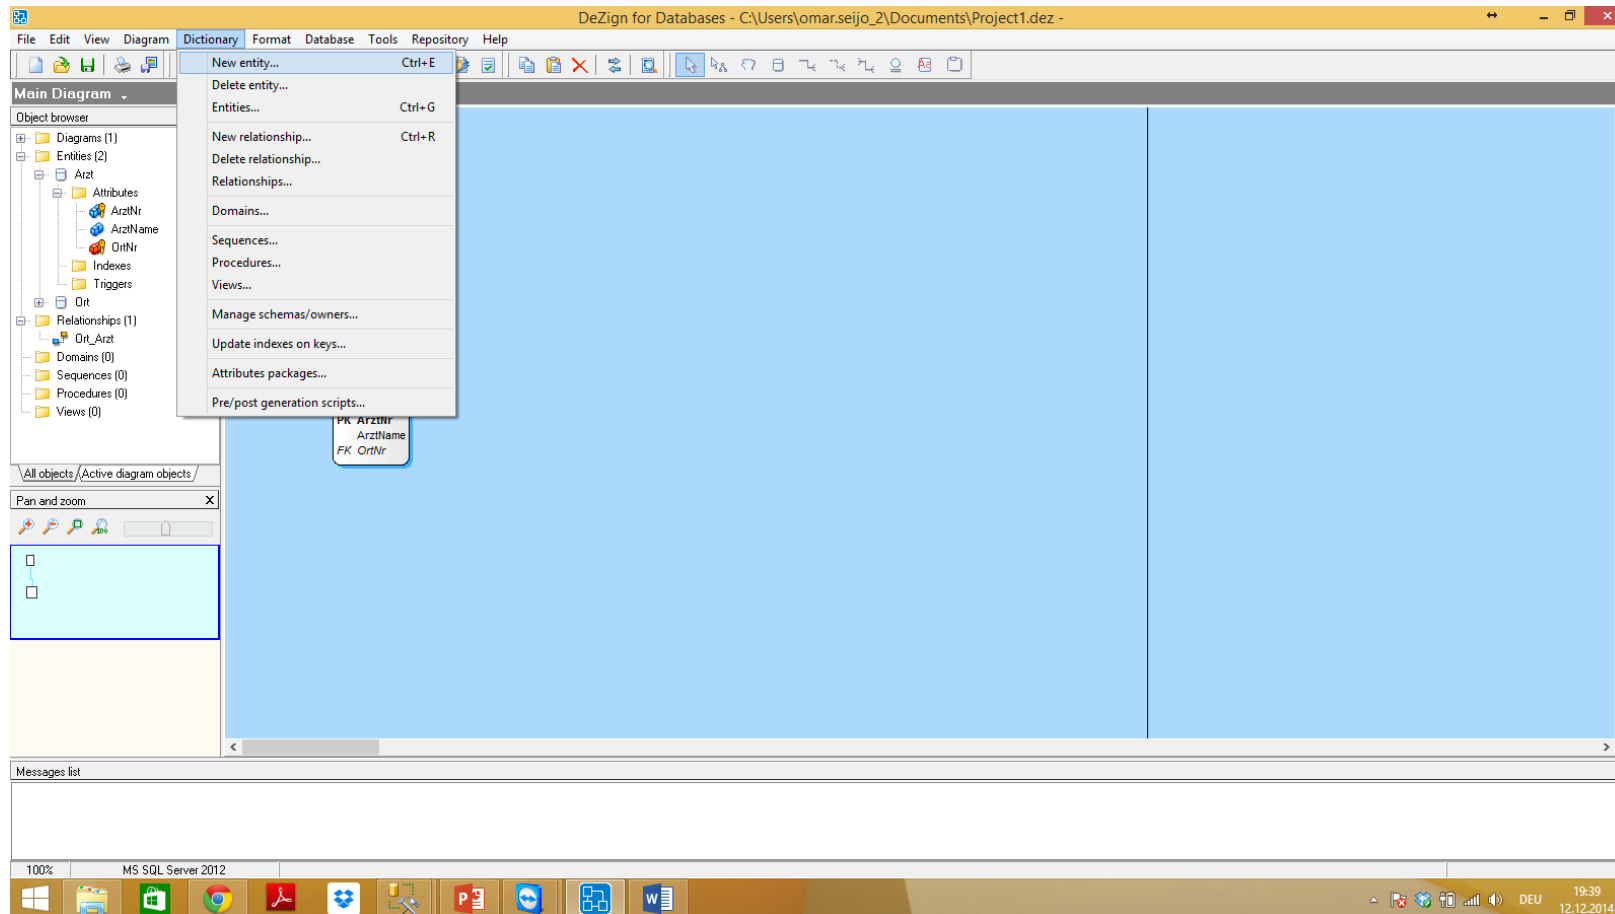 DeZign for Databases - C:\Users\omar.seijo_2\Documents\Project1.dez -
File Edit View Diagram Dictionary Format Database Tools Repository Help
Main Diagram
Object browser
Diagrams (1)
Entities (2)
Arzt
Attributes
ArztNr
ArztName
OrtNr
Indexes
Triggers
Ort
Relationships (1)
Ort_Arzt
Domains (0)
Sequences (0)
Procedures (0)
Views (0)
All objects Active diagram objects
New entity... Ctrl+E
Delete entity...
Entities... Ctrl+G
New relationship... Ctrl+R
Delete relationship...
Relationships...
Domains...
Sequences...
Procedures...
Views...
Manage schemas/owners...
Update indexes on keys...
Attributes packages...
Pre/post generation scripts...
PK ArztNr
ArztName
FK OrtNr
Pan and zoom X
Messages list
100% MS SQL Server 2012
DEU
19:39
12.12.2014